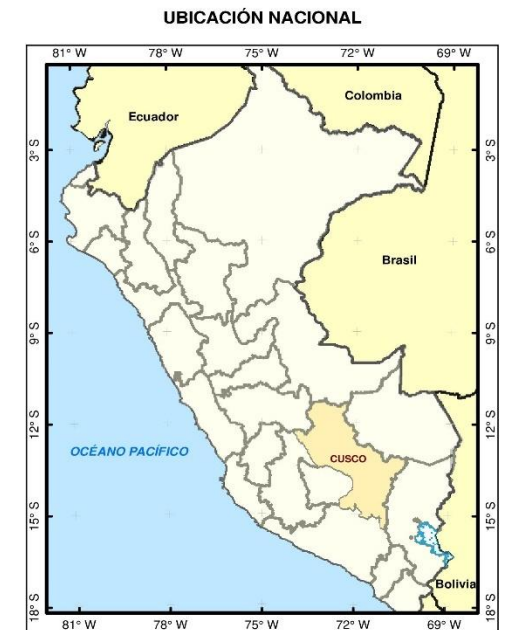 UBICACIÓN NACIONAL
81° W 78° W 75° W 72° W 69° W
Colombia
Ecuador
3° S 3° S
6° S 6° S
Brasil
9° S 9° S
12° S 12° S
OCÉANO PACÍFICO
CUSCO
15° S 15° S
Bolivia
18° S 18° S
81° W 78° W 75° W 72° W 69° W